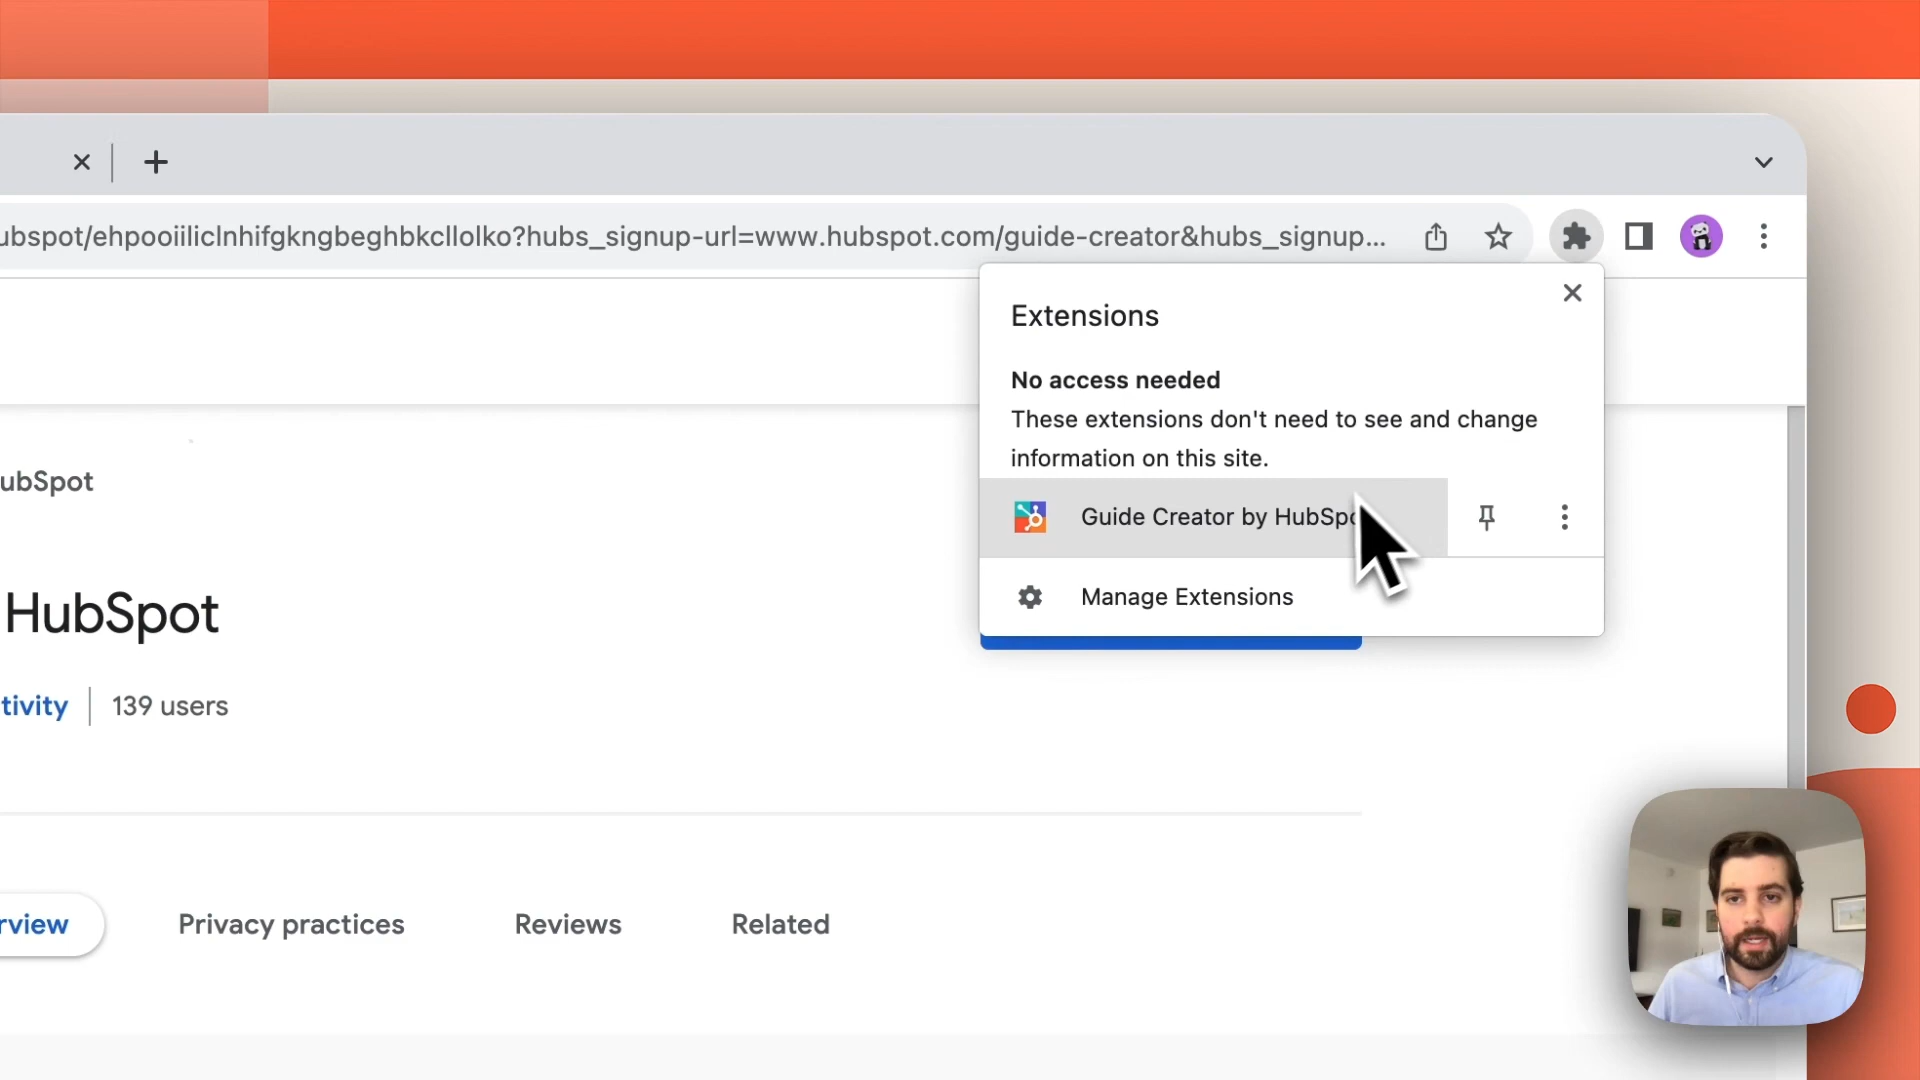 ubspot/ehpooiiliclnhifgkngbeghbkcllolko?hubs_signup-url=www.hubspot.com/guide-creator&hubs_signup...
Extensions
No access needed
These extensions don't need to see and change
information on this site.
Guide Creator by HubSpo
Manage Extensions
ubSpot
HubSpot
tivity
139 users
rview
Privacy practices
Reviews
Related